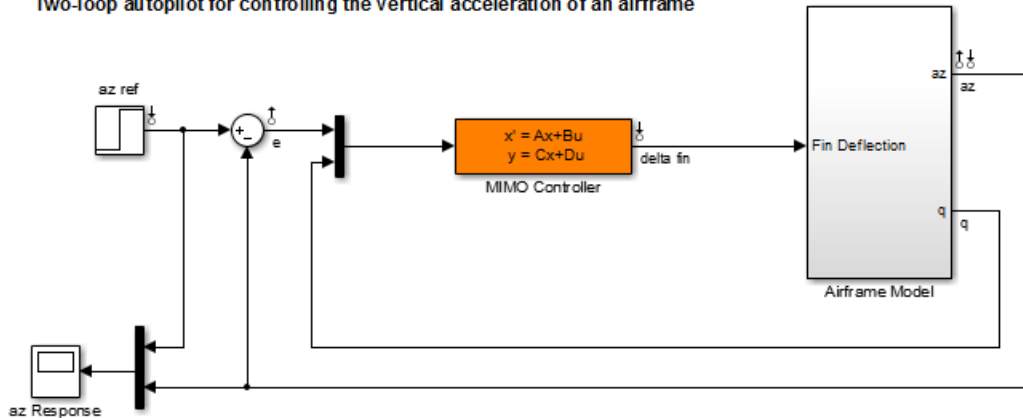 Two-loop autopilot for controlling the vertical acceleration of an airframe
az ref
e
x' = Ax+Bu
y = Cx+Du
MIMO Controller
delta fin
Fin Deflection
az
az
q
q
Airframe Model
az Response